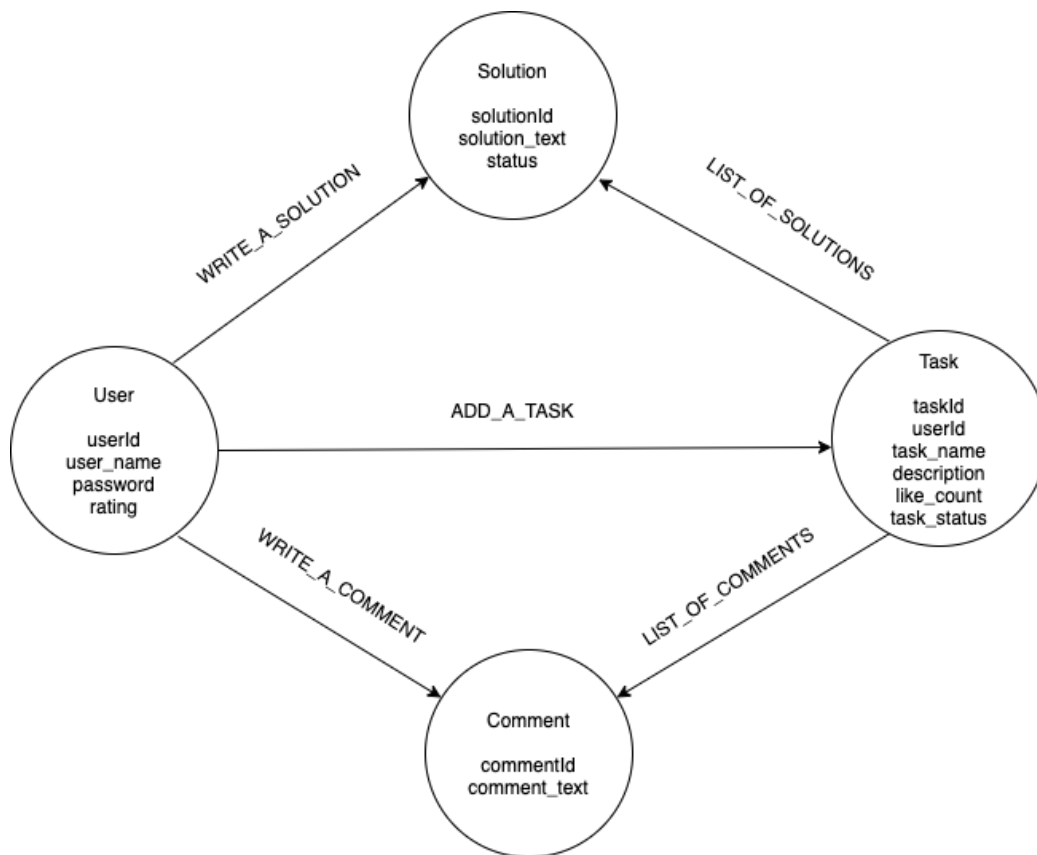 Solution
solutionId
solution_text
status
WRITE_A_SOLUTION
LIST_OF_SOLUTIONS
User
userId
user_name
password
rating
ADD_A_TASK
Task
taskId
userId
task_name
description
like_count
task_status
WRITE_A_COMMENT
LIST_OF_COMMENTS
Comment
commentId
comment_text